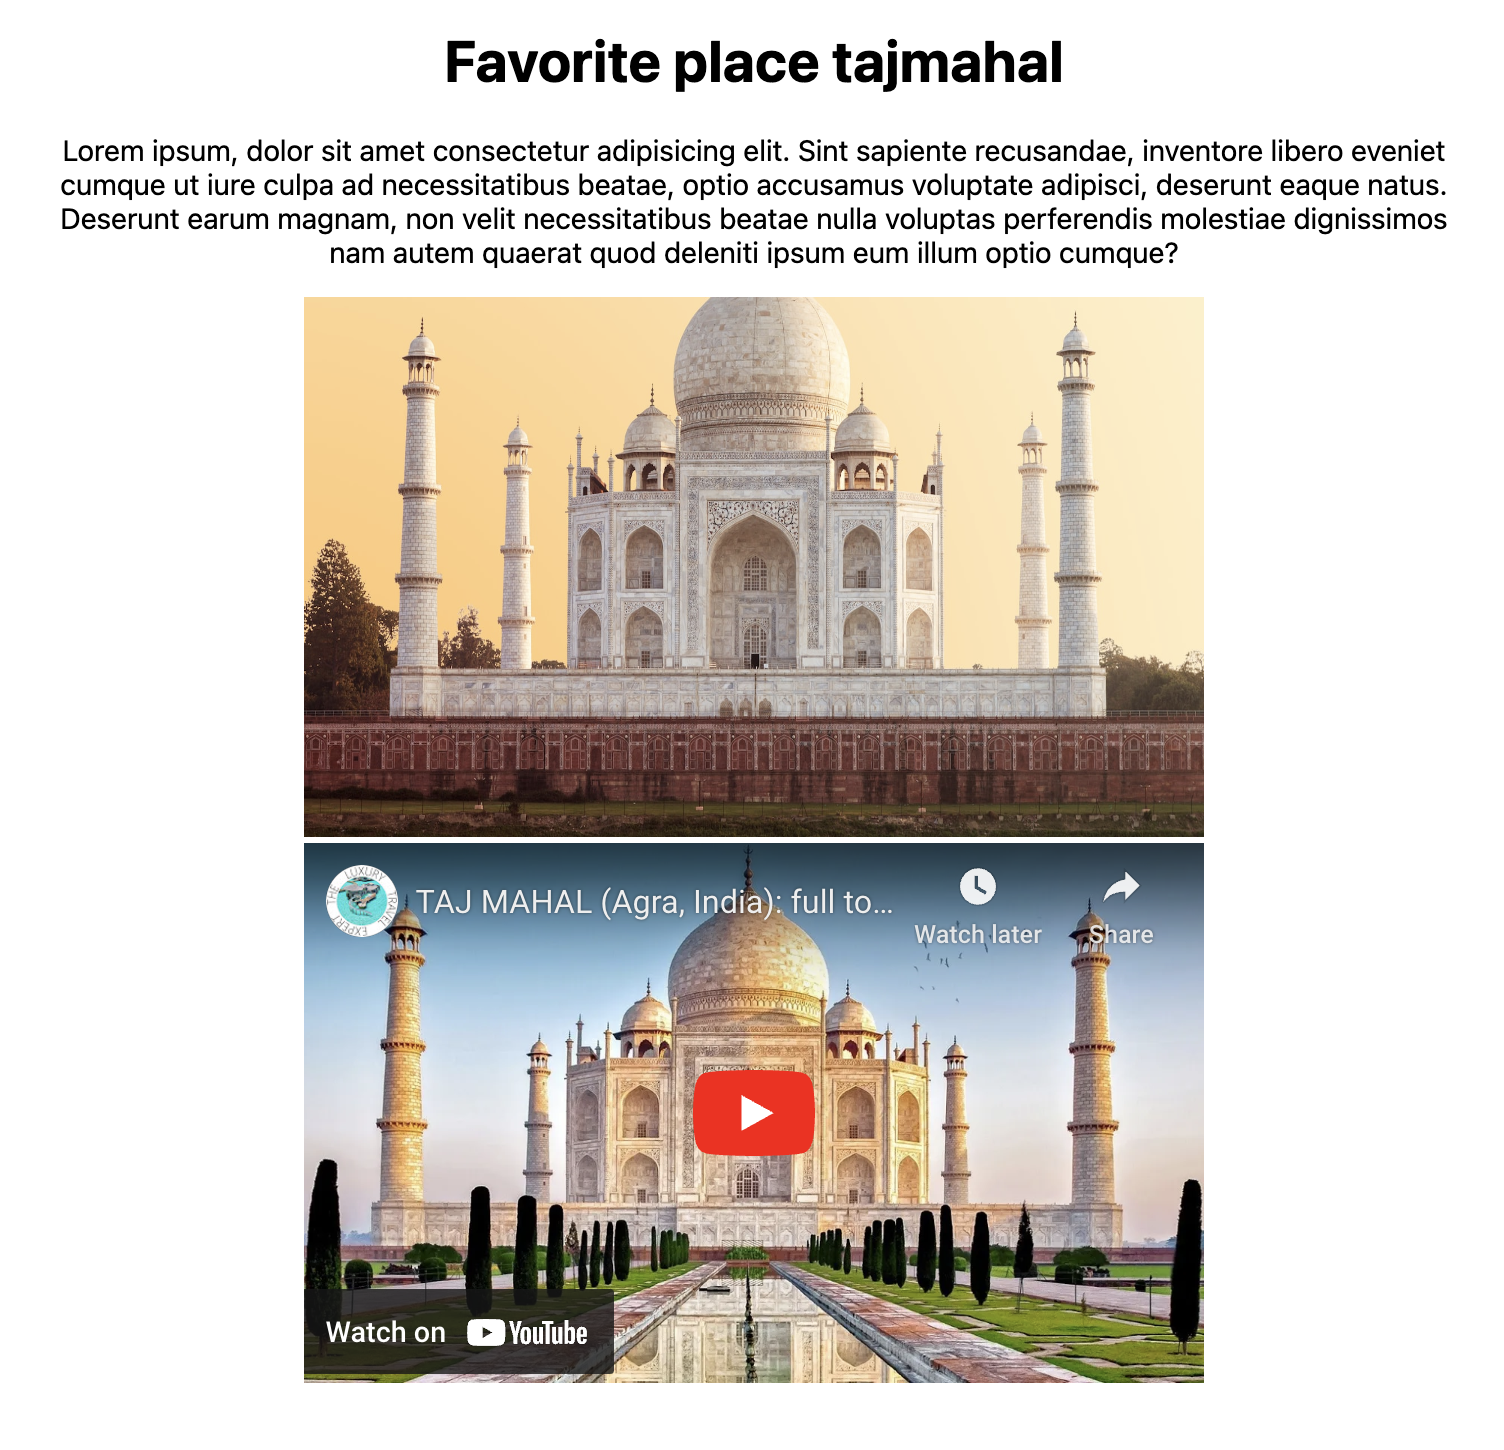 Favorite place tajmahal
Lorem ipsum, dolor sit amet consectetur adipisicing elit. Sint sapiente recusandae, inventore libero eveniet
cumque ut iure culpa ad necessitatibus beatae, optio accusamus voluptate adipisci, deserunt eaque natus.
Deserunt earum magnam, non velit necessitatibus beatae nulla voluptas perferendis molestiae dignissimos
nam autem quaerat quod deleniti ipsum eum illum optio cumque?
THE LUXURY TRAVEL EXPERT
TAJ MAHAL (Agra, India): full to...
Watch later
Share
Watch on YouTube